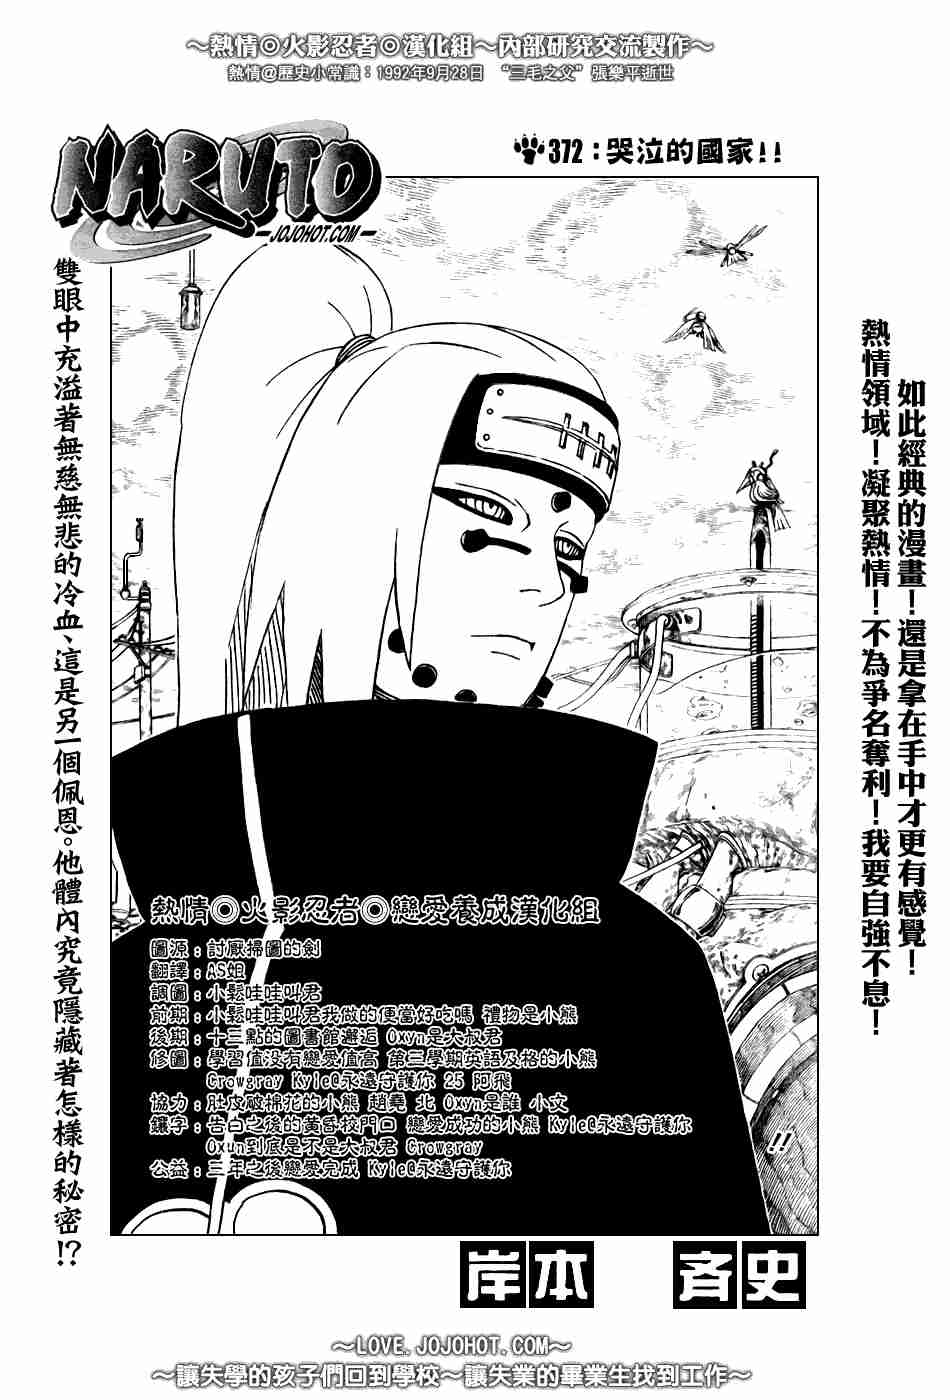 ～熱情◎火影忍者◎漢化組～內部研究交流製作～
熱情@歷史小常識：1992年9月28日 “三毛之父”張樂平逝世
NARUTO
JOJOHOT.COM
372：哭泣的國家!!
如此經典的漫畫！還是拿在手中才更有感覺！
熱情領域！凝聚熱情！不為爭名奪利！我要自強不息！
雙眼中充溢著無慈無悲的冷血、這是另一個佩恩。他體內究竟隱藏著怎樣的秘密!?
熱情◎火影忍者◎戀愛養成漢化組
圖源：討厭掃圖的劍
翻譯：AS姐
調圖：小鬆哇哇叫君
前期：小鬆哇哇叫君我做的便當好吃嗎 禮物是小熊
後期：十三點的圖書館邂逅 Oxyn是大叔君
修圖：學習值没有戀愛值高 第三學期英語及格的小熊
Crowgray Kyle@永遠守護你 25 阿飛
協力：肚皮破棉花的小熊 趙堯 北 Oxyn是誰 小文
鑲字：告白之後的黄昏校門口 戀愛成功的小熊 Kyle@永遠守護你
Oxun到底是不是大叔君 Crowgray
公益：三年之後戀愛完成 Kyle@永遠守護你
!!
岸本 斉史
～LOVE.JOJOHOT.COM～
～讓失學的孩子們回到學校～讓失業的畢業生找到工作～